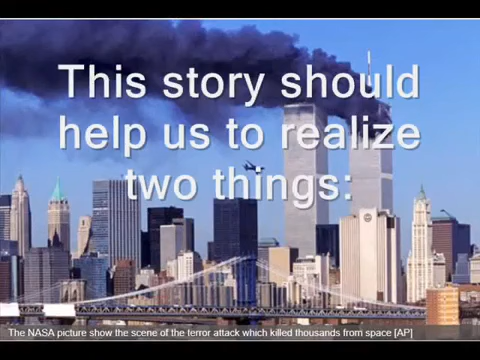 This story should
help us to realize
two things:
The NASA picture show the scene of the terror attack which killed thousands from space [AP]